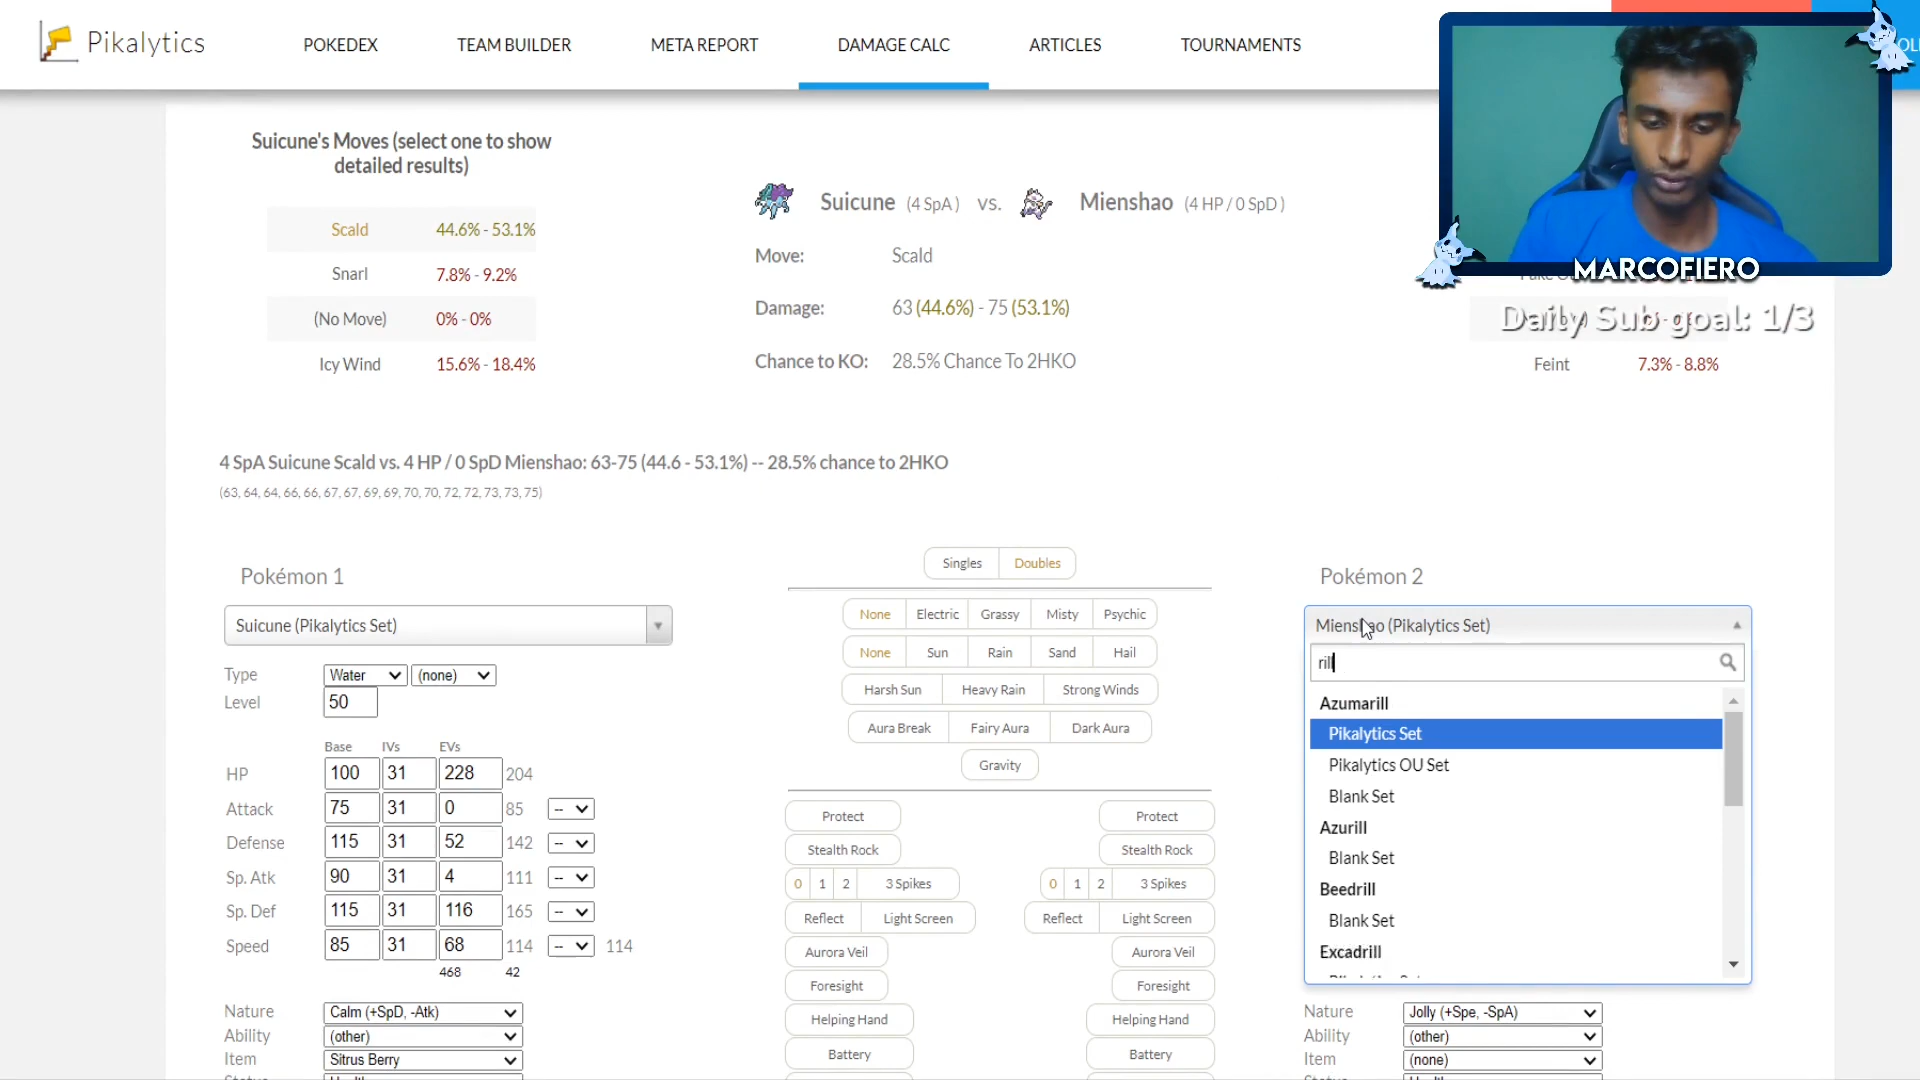 Pikalytics
POKEDEX
TEAM BUILDER
META REPORT
DAMAGE CALC
ARTICLES
TOURNAMENTS
Suicune's Moves (select one to show
detailed results)
Scald 44.6% - 53.1%
Snarl 7.8% - 9.2%
(No Move) 0% - 0%
Icy Wind 15.6% - 18.4%
Suicune (4 SpA) vs. Mienshao (4 HP / 0 SpD)
Move: Scald
Damage: 63 (44.6%) - 75 (53.1%)
Chance to KO: 28.5% Chance To 2HKO
MARCOFIERO
Daily Sub goal: 1/3
Feint 7.3% - 8.8%
4 SpA Suicune Scald vs. 4 HP / 0 SpD Mienshao: 63-75 (44.6 - 53.1%) -- 28.5% chance to 2HKO
(63, 64, 64, 66, 66, 67, 67, 69, 69, 70, 70, 72, 72, 73, 73, 75)
Pokémon 1
Suicune (Pikalytics Set)
Type Water (none)
Level 50
Base IVs EVs
HP 100 31 228 204
Attack 75 31 0 85 --
Defense 115 31 52 142 --
Sp. Atk 90 31 4 111 --
Sp. Def 115 31 116 165 --
Speed 85 31 68 114 -- 114
468 42
Nature Calm (+SpD, -Atk)
Ability (other)
Item Sitrus Berry
Singles Doubles
None Electric Grassy Misty Psychic
None Sun Rain Sand Hail
Harsh Sun Heavy Rain Strong Winds
Aura Break Fairy Aura Dark Aura
Gravity
Protect Protect
Stealth Rock Stealth Rock
0 1 2 3 Spikes 0 1 2 3 Spikes
Reflect Light Screen Reflect Light Screen
Aurora Veil Aurora Veil
Foresight Foresight
Helping Hand Helping Hand
Battery Battery
Pokémon 2
Mienshao (Pikalytics Set)
rill
Azumarill
Pikalytics Set
Pikalytics OU Set
Blank Set
Azurill
Blank Set
Beedrill
Blank Set
Excadrill
Nature Jolly (+Spe, -SpA)
Ability (other)
Item (none)